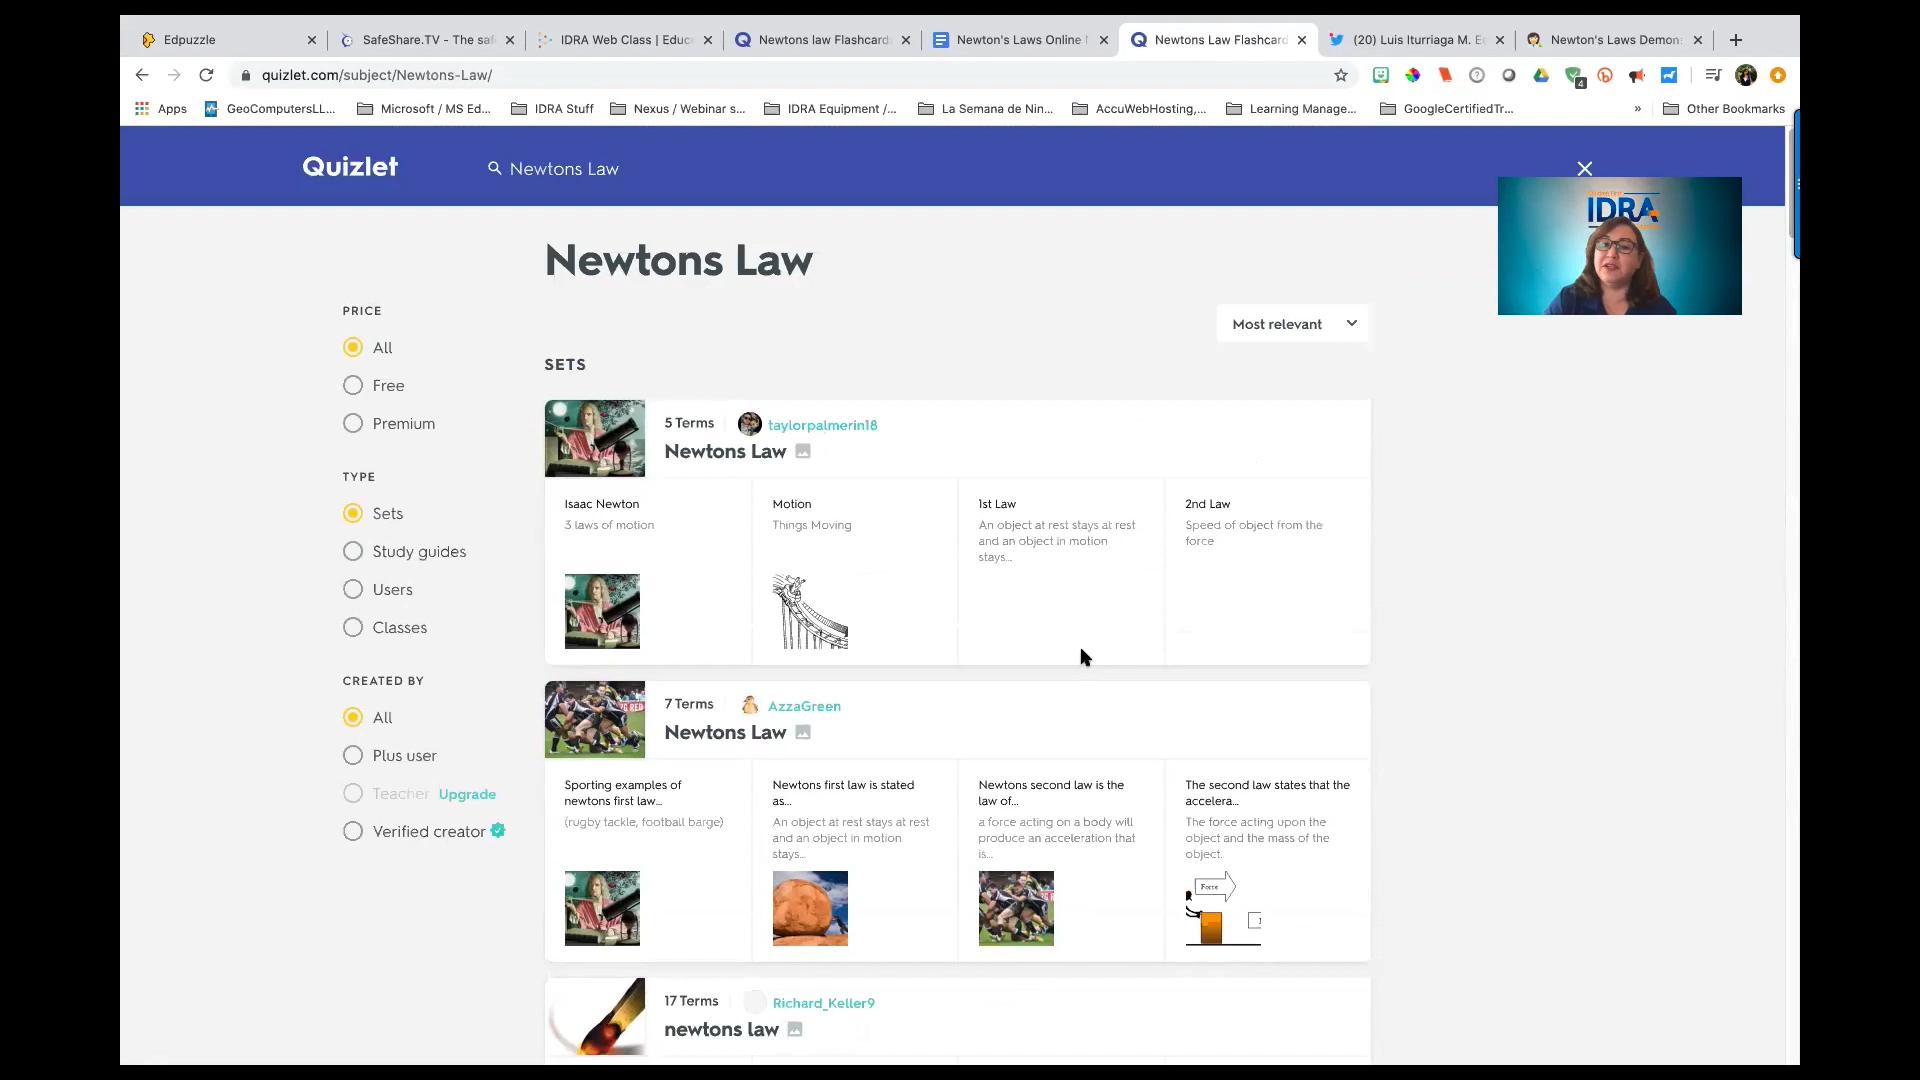 Edpuzzle
SafeShare.TV - The saf
IDRA Web Class | Educ
Newtons law Flashcard
Newton's Laws Online
Newtons Law Flashcard
(20) Luis Iturriaga M. E
Newton's Laws Demon
quizlet.com/subject/Newtons-Law/
4
Apps
GeoComputersLL...
Microsoft / MS Ed...
IDRA Stuff
Nexus / Webinar s...
IDRA Equipment /...
La Semana de Nin...
AccuWebHosting,...
Learning Manage...
GoogleCertifiedTr...
»
Other Bookmarks
Quizlet
Newtons Law
IDRA
Newtons Law
PRICE
All
Free
Premium
TYPE
Sets
Study guides
Users
Classes
CREATED BY
All
Plus user
Teacher Upgrade
Verified creator
Most relevant
SETS
5 Terms taylorpalmerin18
Newtons Law
Isaac Newton
3 laws of motion
Motion
Things Moving
1st Law
An object at rest stays at rest
and an object in motion
stays...
2nd Law
Speed of object from the
force
7 Terms AzzaGreen
Newtons Law
Sporting examples of
newtons first law...
(rugby tackle, football barge)
Newtons first law is stated
as...
An object at rest stays at rest
and an object in motion
stays...
Newtons second law is the
law of...
a force acting on a body will
produce an acceleration that
is...
The second law states that the
accelera...
The force acting upon the
object and the mass of the
object.
Force
17 Terms Richard_Keller9
newtons law